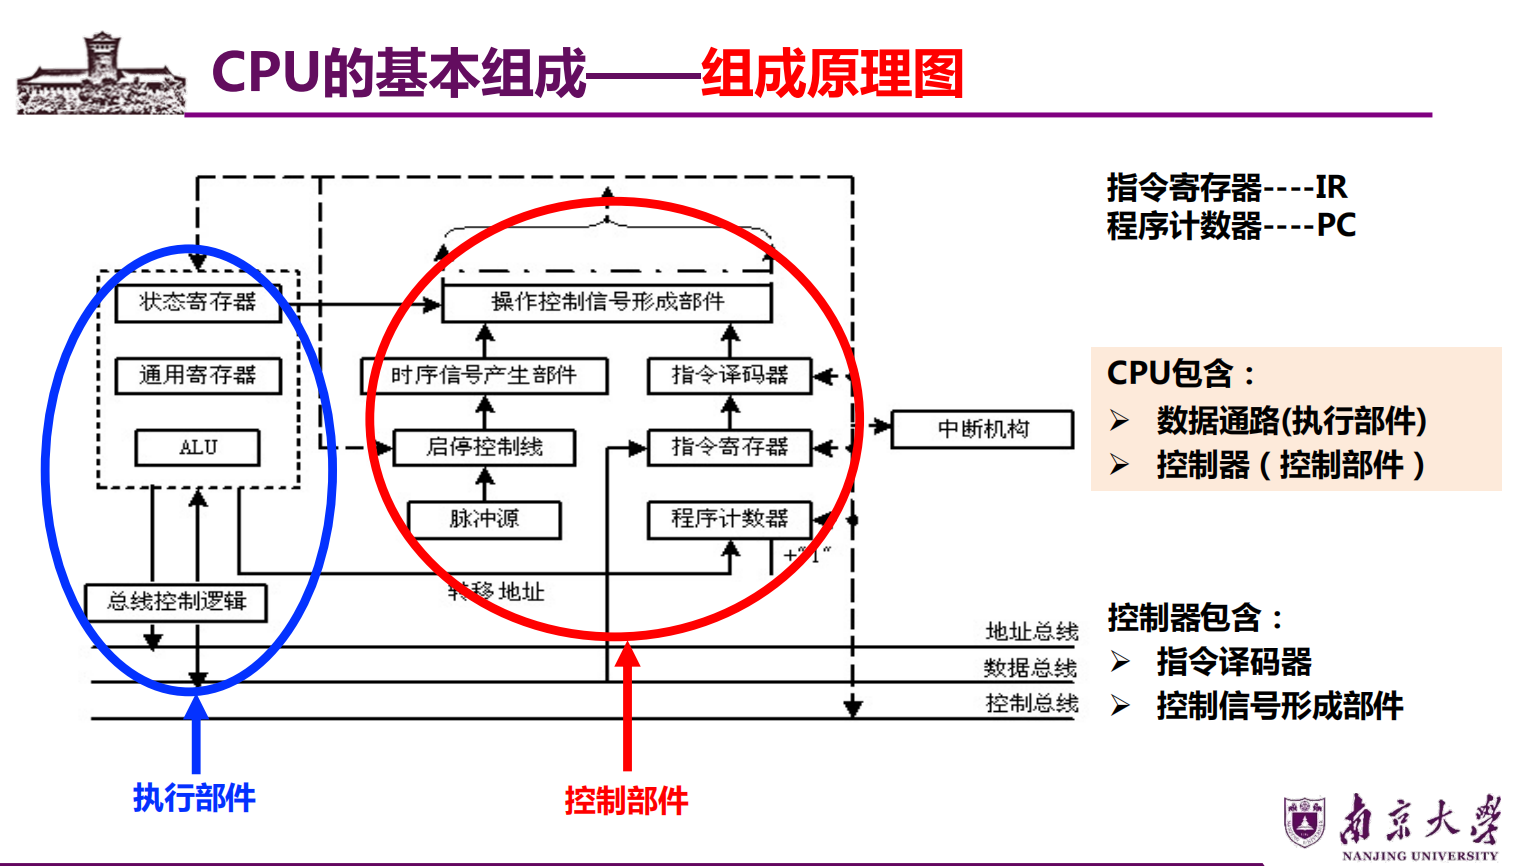 CPU的基本组成——组成原理图
指令寄存器----IR
程序计数器----PC
状态寄存器
操作控制信号形成部件
通用寄存器
时序信号产生部件
指令译码器
ALU
启停控制线
指令寄存器
中断机构
脉冲源
程序计数器
+"1"
转移地址
总线控制逻辑
地址总线
数据总线
控制总线
执行部件
控制部件
CPU包含：
➢ 数据通路(执行部件)
➢ 控制器（控制部件）
控制器包含：
➢ 指令译码器
➢ 控制信号形成部件
南京大学
NANJING UNIVERSITY